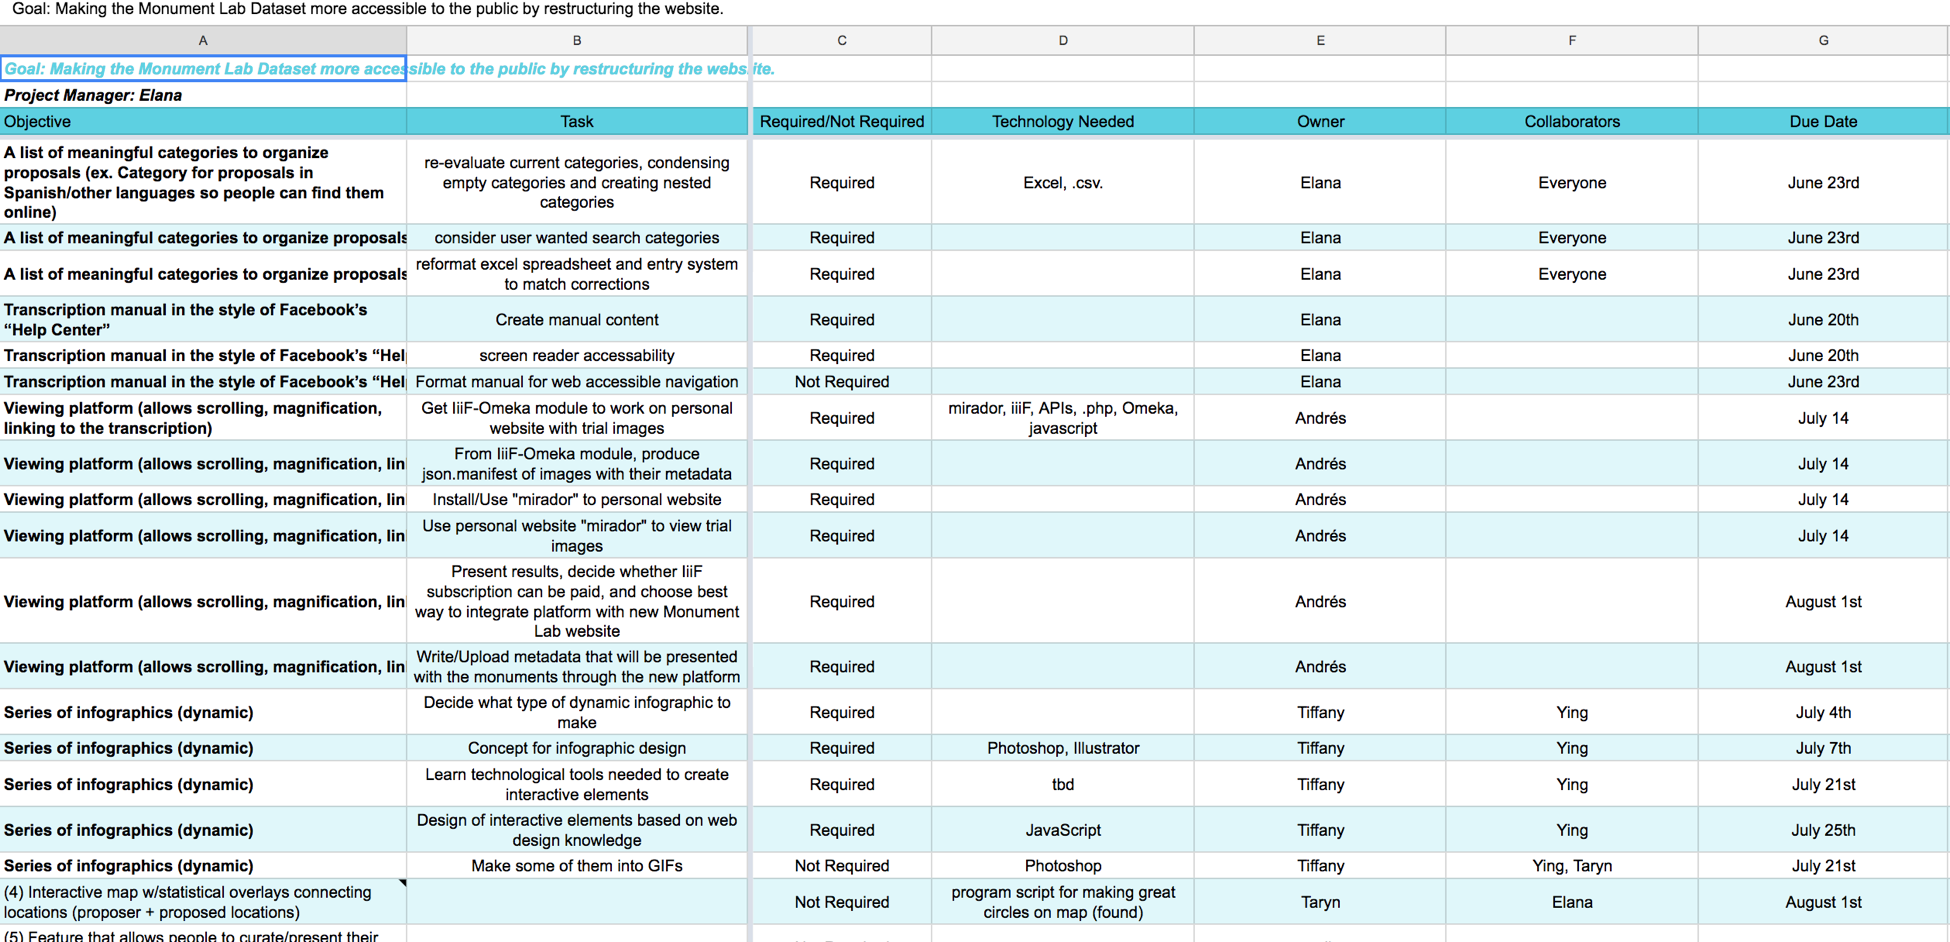 Goal: Making the Monument Lab Dataset more accessible to the public by restructuring the website.
A B C D E F G
Goal: Making the Monument Lab Dataset more accessible to the public by restructuring the website.
Project Manager: Elana
Objective Task Required/Not Required Technology Needed Owner Collaborators Due Date
A list of meaningful categories to organize
proposals (ex. Category for proposals in
Spanish/other languages so people can find them
online)
re-evaluate current categories, condensing
empty categories and creating nested
categories
Required Excel, .csv. Elana Everyone June 23rd
A list of meaningful categories to organize proposals consider user wanted search categories Required Elana Everyone June 23rd
A list of meaningful categories to organize proposals
reformat excel spreadsheet and entry system
to match corrections
Required Elana Everyone June 23rd
Transcription manual in the style of Facebook’s
“Help Center”
Create manual content Required Elana June 20th
Transcription manual in the style of Facebook’s “Hel screen reader accessability Required Elana June 20th
Transcription manual in the style of Facebook’s “Hel Format manual for web accessible navigation Not Required Elana June 23rd
Viewing platform (allows scrolling, magnification,
linking to the transcription)
Get IiiF-Omeka module to work on personal
website with trial images
Required
mirador, iiiF, APIs, .php, Omeka,
javascript
Andrés July 14
Viewing platform (allows scrolling, magnification, lin
From IiiF-Omeka module, produce
json.manifest of images with their metadata
Required Andrés July 14
Viewing platform (allows scrolling, magnification, lin Install/Use "mirador" to personal website Required Andrés July 14
Viewing platform (allows scrolling, magnification, lin
Use personal website "mirador" to view trial
images
Required Andrés July 14
Viewing platform (allows scrolling, magnification, lin
Present results, decide whether IiiF
subscription can be paid, and choose best
way to integrate platform with new Monument
Lab website
Required Andrés August 1st
Viewing platform (allows scrolling, magnification, lin
Write/Upload metadata that will be presented
with the monuments through the new platform
Required Andrés August 1st
Series of infographics (dynamic)
Decide what type of dynamic infographic to
make
Required Tiffany Ying July 4th
Series of infographics (dynamic) Concept for infographic design Required Photoshop, Illustrator Tiffany Ying July 7th
Series of infographics (dynamic)
Learn technological tools needed to create
interactive elements
Required tbd Tiffany Ying July 21st
Series of infographics (dynamic)
Design of interactive elements based on web
design knowledge
Required JavaScript Tiffany Ying July 25th
Series of infographics (dynamic) Make some of them into GIFs Not Required Photoshop Tiffany Ying, Taryn July 21st
(4) Interactive map w/statistical overlays connecting
locations (proposer + proposed locations)
Not Required
program script for making great
circles on map (found)
Taryn Elana August 1st
(5) Feature that allows people to curate/present their